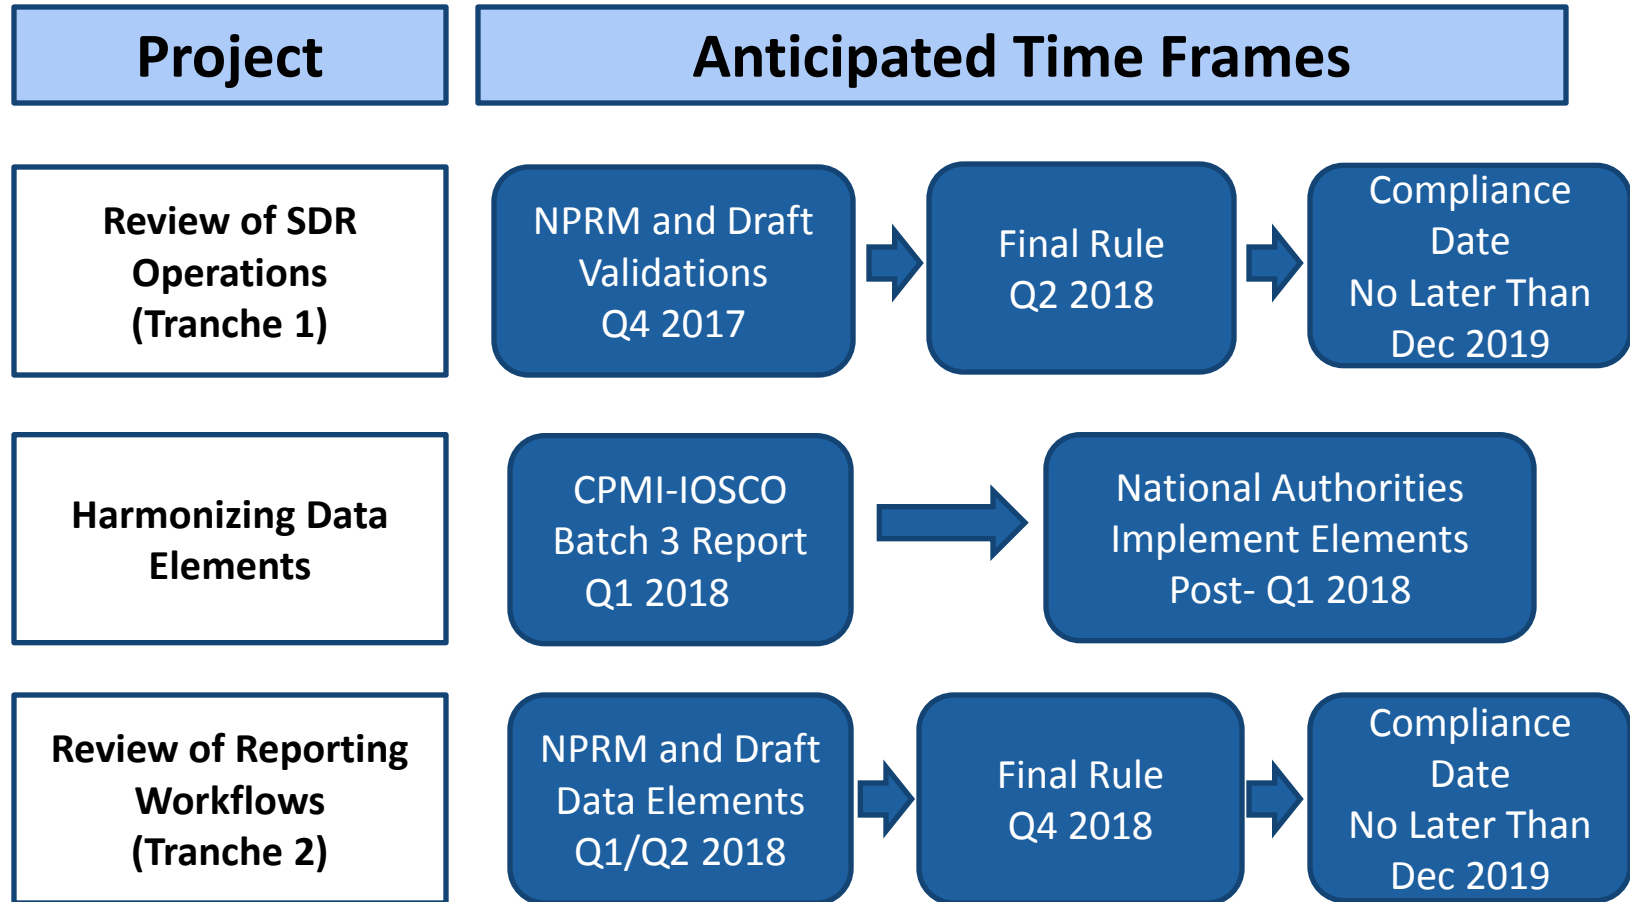 Project
Anticipated Time Frames
Review of SDR
Operations
(Tranche 1)
NPRM and Draft
Validations
Q4 2017
Final Rule
Q2 2018
Compliance
Date
No Later Than
Dec 2019
Harmonizing Data
Elements
CPMI-IOSCO
Batch 3 Report
Q1 2018
National Authorities
Implement Elements
Post- Q1 2018
Review of Reporting
Workflows
(Tranche 2)
NPRM and Draft
Data Elements
Q1/Q2 2018
Final Rule
Q4 2018
Compliance
Date
No Later Than
Dec 2019